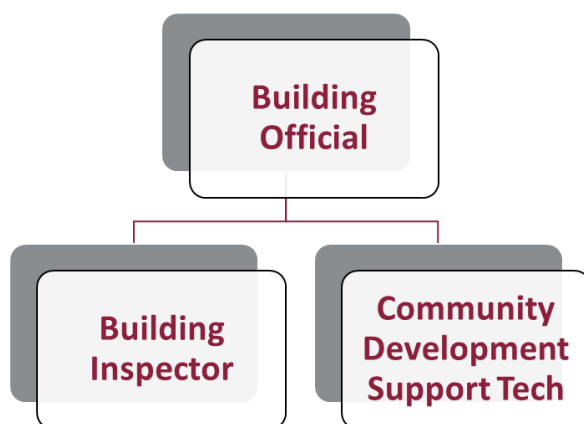 Building
Official
Building
Inspector
Community
Development
Support Tech